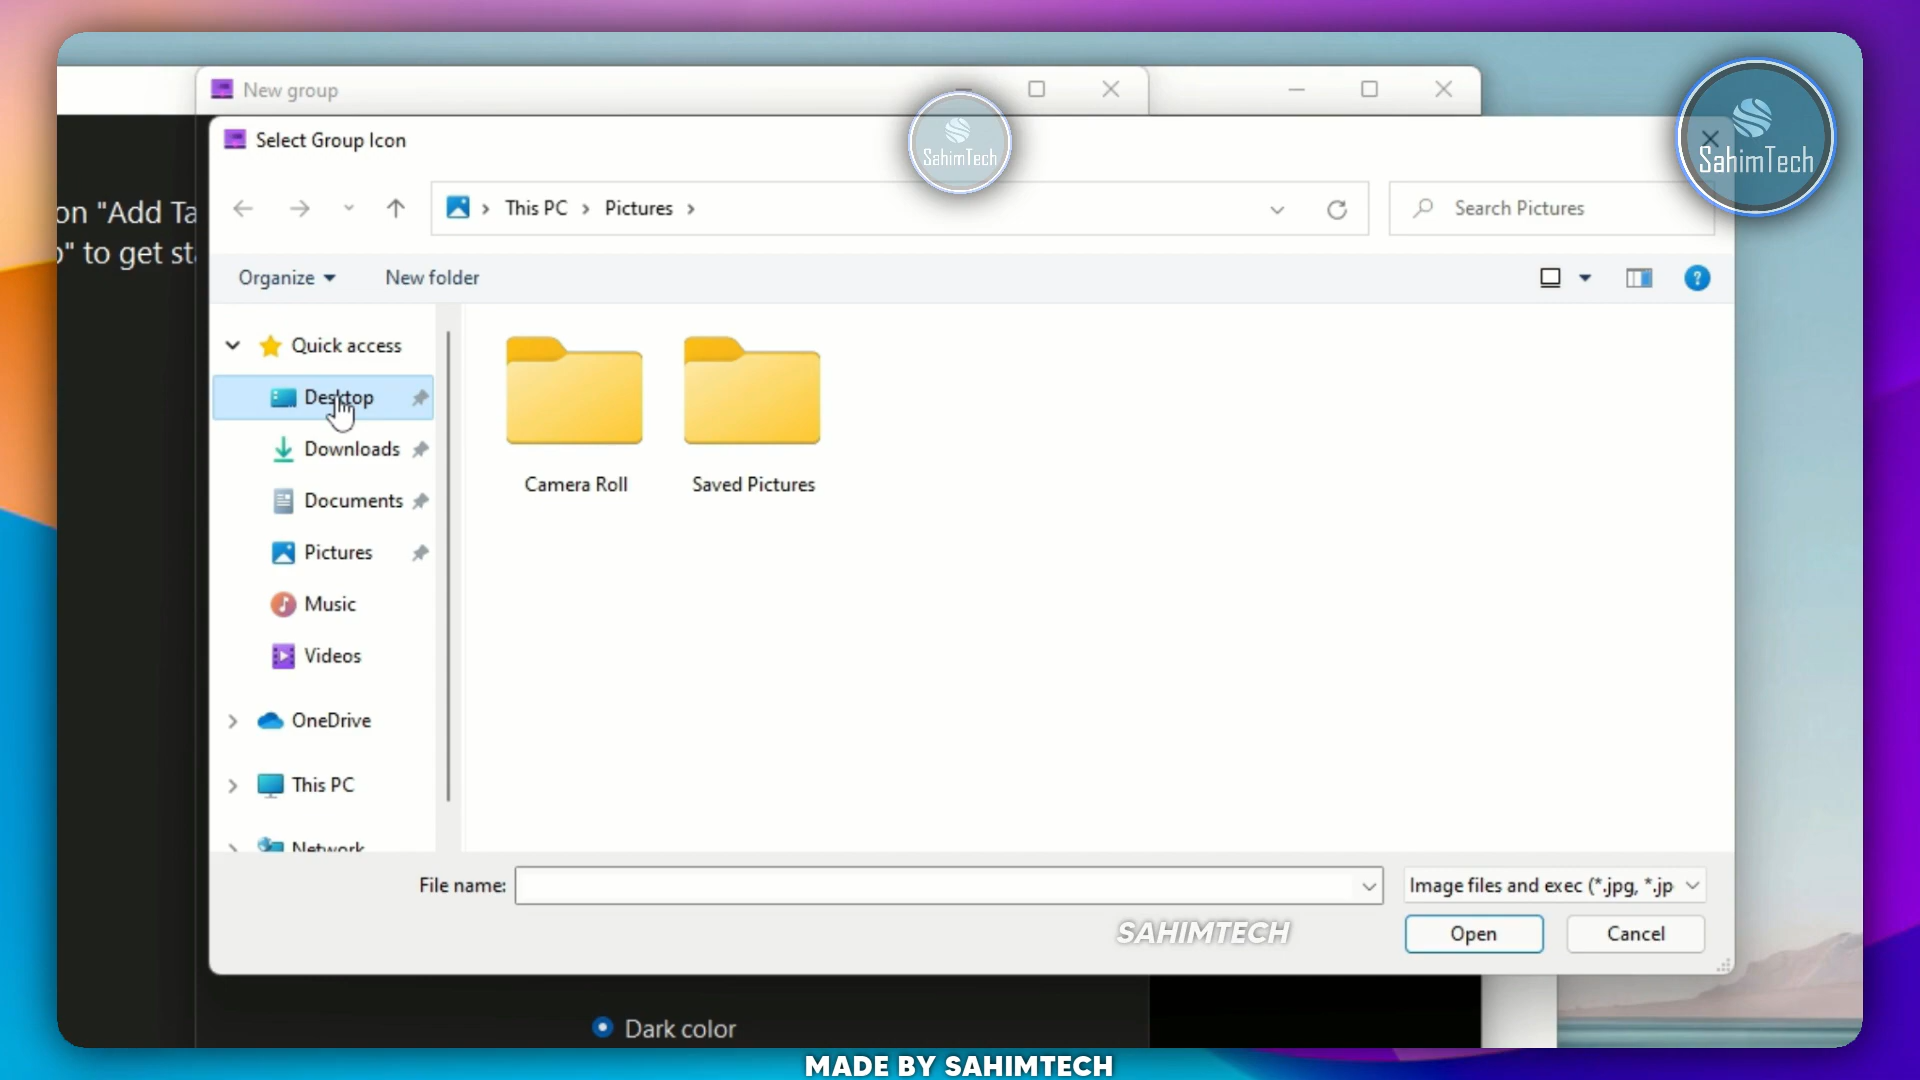 New group
Select Group Icon
SahimTech
SahimTech
on "Add Ta
" to get sta
This PC
Pictures
Search Pictures
Organize
New folder
Quick access
Desktop
Downloads
Documents
Pictures
Music
Videos
OneDrive
This PC
Network
Camera Roll
Saved Pictures
File name:
Image files and exec (*.jpg, *.jp
SAHIMTECH
Open
Cancel
Dark color
MADE BY SAHIMTECH